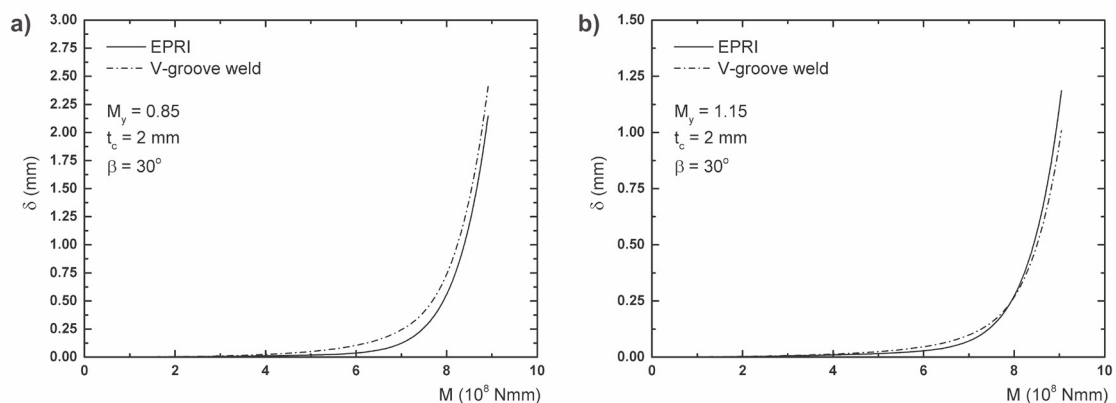 a)
3.00
2.75
2.50
2.25
2.00
1.75
1.50
1.25
1.00
0.75
0.50
0.25
0.00
δ (mm)
EPRI
V-groove weld
My = 0.85
tc = 2 mm
β = 30°
0 2 4 6 8 10
M (10⁸ Nmm)
b)
1.50
1.25
1.00
0.75
0.50
0.25
0.00
δ (mm)
EPRI
V-groove weld
My = 1.15
tc = 2 mm
β = 30°
0 2 4 6 8 10
M (10⁸ Nmm)